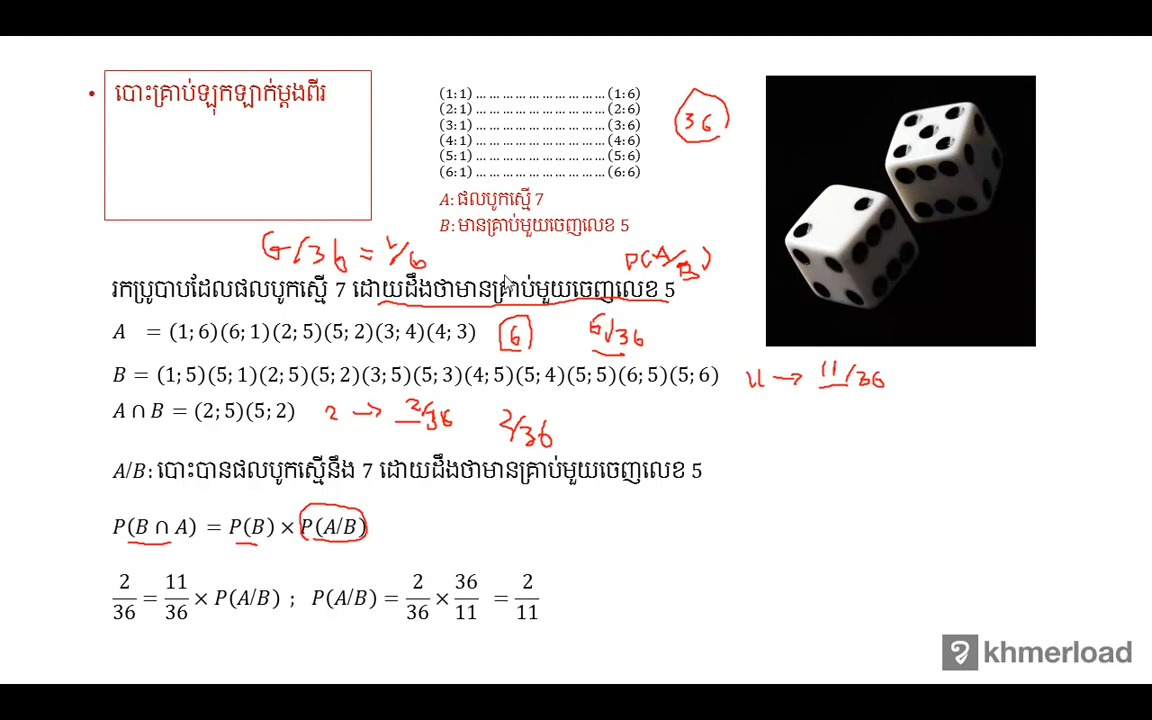 • បោះគ្រាប់ឡុកឡាក់ម្តងពីរ
(1:1) … … … … … … … … … … (1:6)
(2:1) … … … … … … … … … … (2:6)
(3:1) … … … … … … … … … … (3:6)
(4:1) … … … … … … … … … … (4:6)
(5:1) … … … … … … … … … … (5:6)
(6:1) … … … … … … … … … … (6:6)
36
A: ផលបូកស្មើ 7
B: មានគ្រាប់មួយចេញលេខ 5
6/36 = 1/6
P(A/B)
រកប្រូបាបដែលផលបូកស្មើ 7 ដោយដឹងថាមានគ្រាប់មួយចេញលេខ 5
A = (1; 6)(6; 1)(2; 5)(5; 2)(3; 4)(4; 3) 6 6/36
B = (1; 5)(5; 1)(2; 5)(5; 2)(3; 5)(5; 3)(4; 5)(5; 4)(5; 5)(6; 5)(5; 6) 11 → 11/36
A ∩ B = (2; 5)(5; 2) 2 → 2/36 2/36
A/B: បោះបានផលបូកស្មើនឹង 7 ដោយដឹងថាមានគ្រាប់មួយចេញលេខ 5
P(B ∩ A) = P(B) × P(A/B)
2/36 = 11/36 × P(A/B) ; P(A/B) = 2/36 × 36/11 = 2/11
khmerload